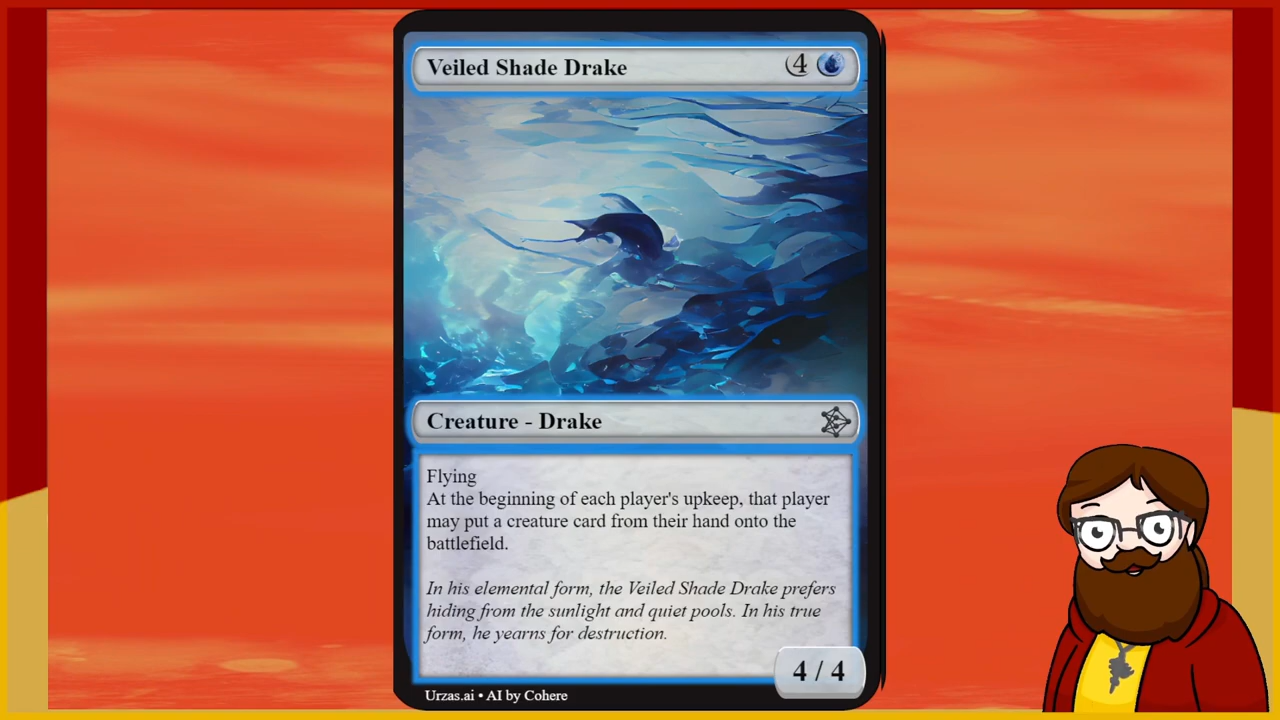 Veiled Shade Drake 4
Creature - Drake
Flying
At the beginning of each player's upkeep, that player
may put a creature card from their hand onto the
battlefield.
In his elemental form, the Veiled Shade Drake prefers
hiding from the sunlight and quiet pools. In his true
form, he yearns for destruction.
4 / 4
Urzas.ai • AI by Cohere